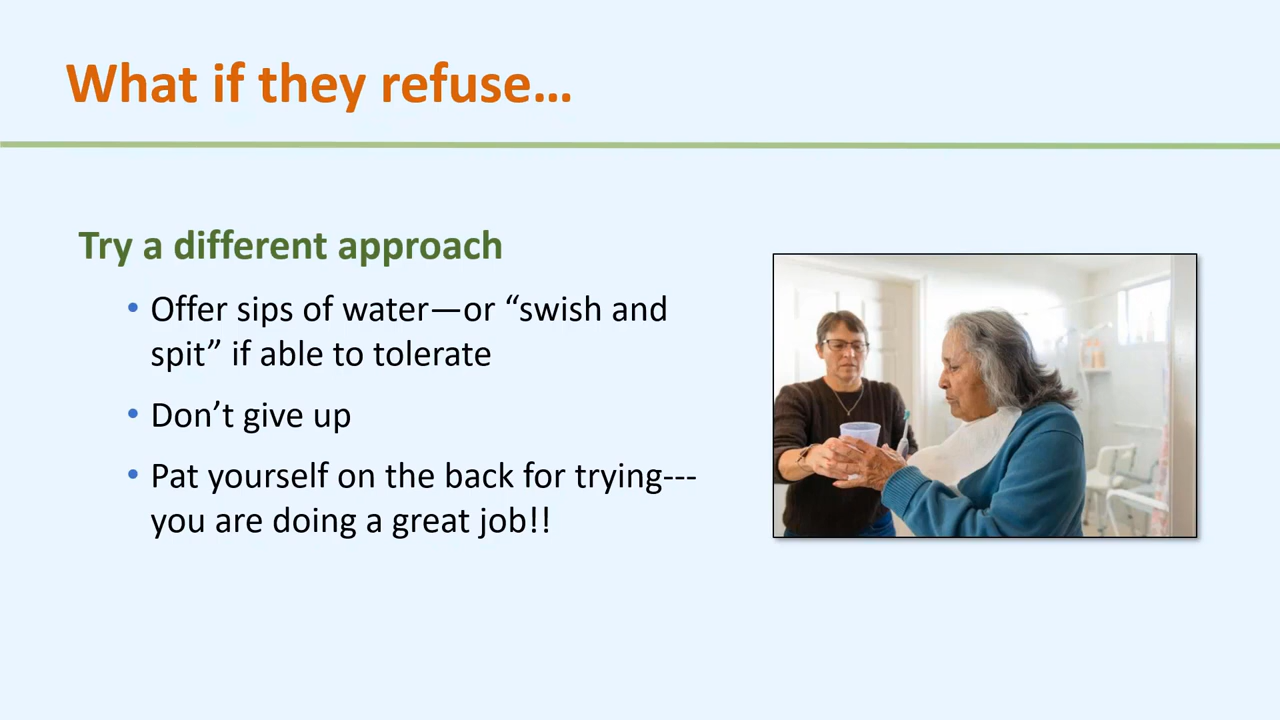 What if they refuse…
Try a different approach
• Offer sips of water—or “swish and
spit” if able to tolerate
• Don’t give up
• Pat yourself on the back for trying---
you are doing a great job!!